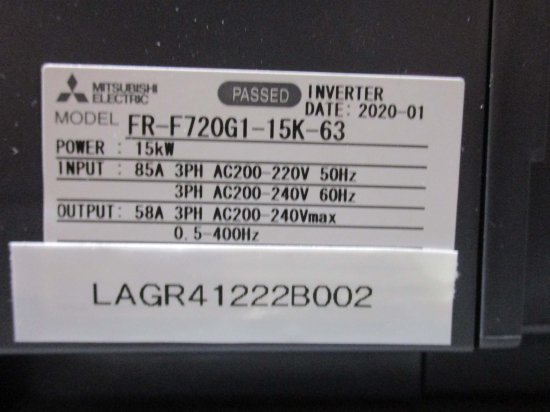 MITSUBISHI
ELECTRIC
PASSED
INVERTER
DATE: 2020-01
MODEL FR-F720G1-15K-63
POWER : 15kW
INPUT : 85A 3PH AC200-220V 50Hz
3PH AC200-240V 60Hz
OUTPUT : 58A 3PH AC200-240Vmax
0.5-400Hz
LAGR41222B002